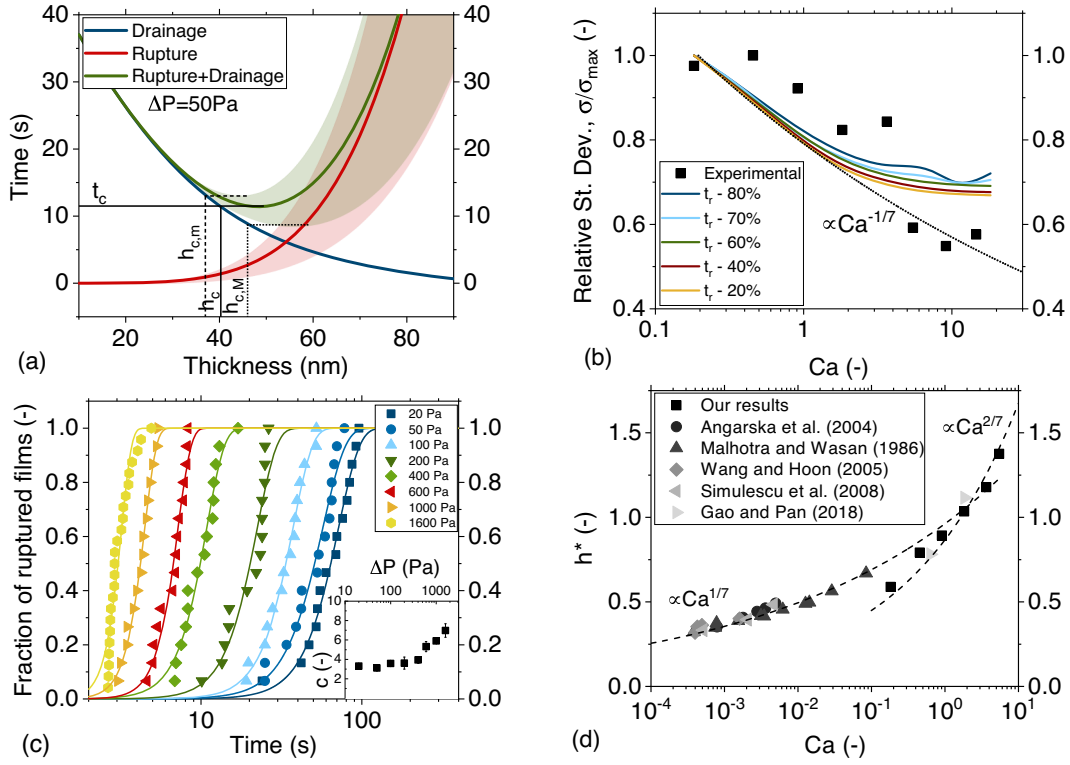 Drainage
Rupture
Rupture+Drainage
ΔP=50Pa
t_c
h_{c,m}
h_c
h_{c,M}
Time (s)
40
30
20
10
0
20
40
60
80
Thickness (nm)
40
30
20
10
0
(a)
Relative St. Dev., σ/σ_{max} (-)
1.0
0.8
0.6
0.4
Experimental
t_r - 80%
t_r - 70%
t_r - 60%
t_r - 40%
t_r - 20%
∝Ca^{-1/7}
1.0
0.8
0.6
0.4
0.1
1
10
Ca (-)
(b)
Fraction of ruptured films (-)
1.0
0.8
0.6
0.4
0.2
0.0
20 Pa
50 Pa
100 Pa
200 Pa
400 Pa
600 Pa
1000 Pa
1600 Pa
ΔP (Pa)
10
100
1000
c (-)
10
8
6
4
2
1.0
0.8
0.6
0.4
0.2
0.0
10
100
Time (s)
(c)
h* (-)
1.5
1.0
0.5
0.0
Our results
Angarska et al. (2004)
Malhotra and Wasan (1986)
Wang and Hoon (2005)
Simulescu et al. (2008)
Gao and Pan (2018)
∝Ca^{2/7}
∝Ca^{1/7}
1.5
1.0
0.5
0.0
10^{-4}
10^{-3}
10^{-2}
10^{-1}
10^{0}
10^{1}
Ca (-)
(d)